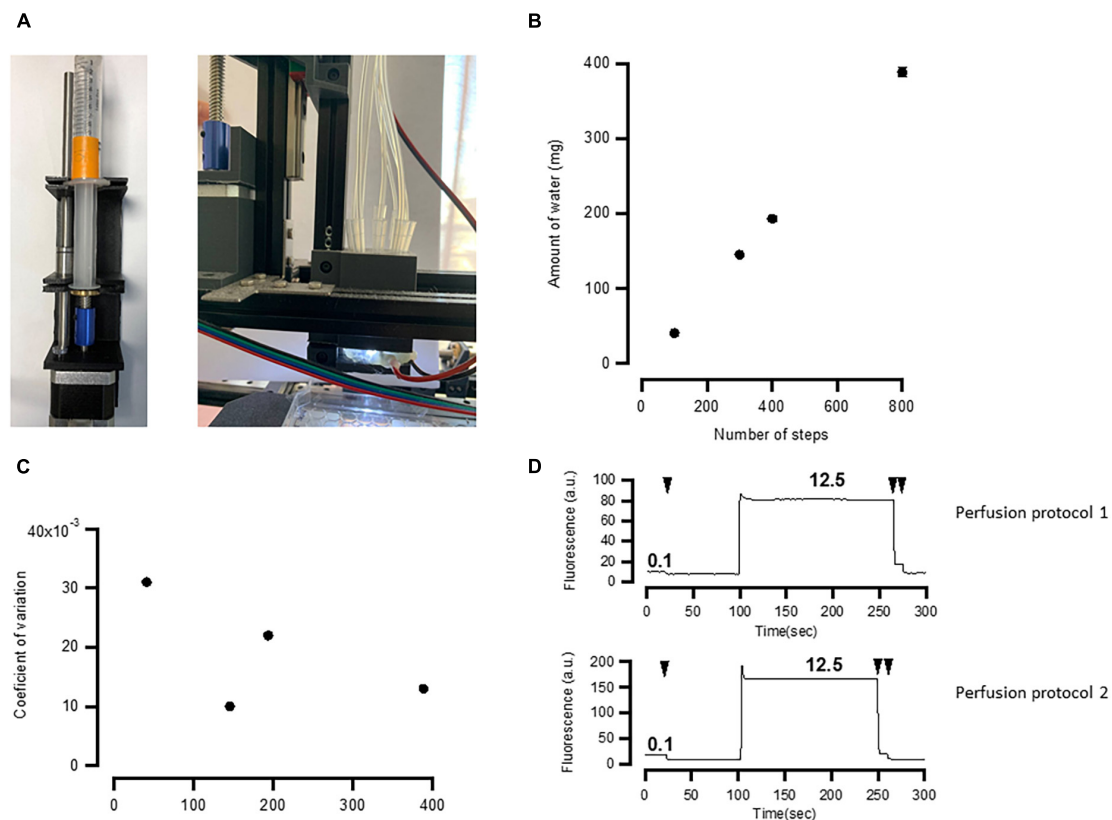 A
B
400
300
200
100
0
Amount of water (mg)
0 200 400 600 800
Number of steps
C
40x10-3
30
20
10
0
Coeficient of variation
0 100 200 300 400
D
100
80
60
40
20
0
Fluorescence (a.u.)
0.1
12.5
0 50 100 150 200 250 300
Time(sec)
Perfusion protocol 1
200
150
100
50
0
Fluorescence (a.u.)
0.1
12.5
0 50 100 150 200 250 300
Time(sec)
Perfusion protocol 2